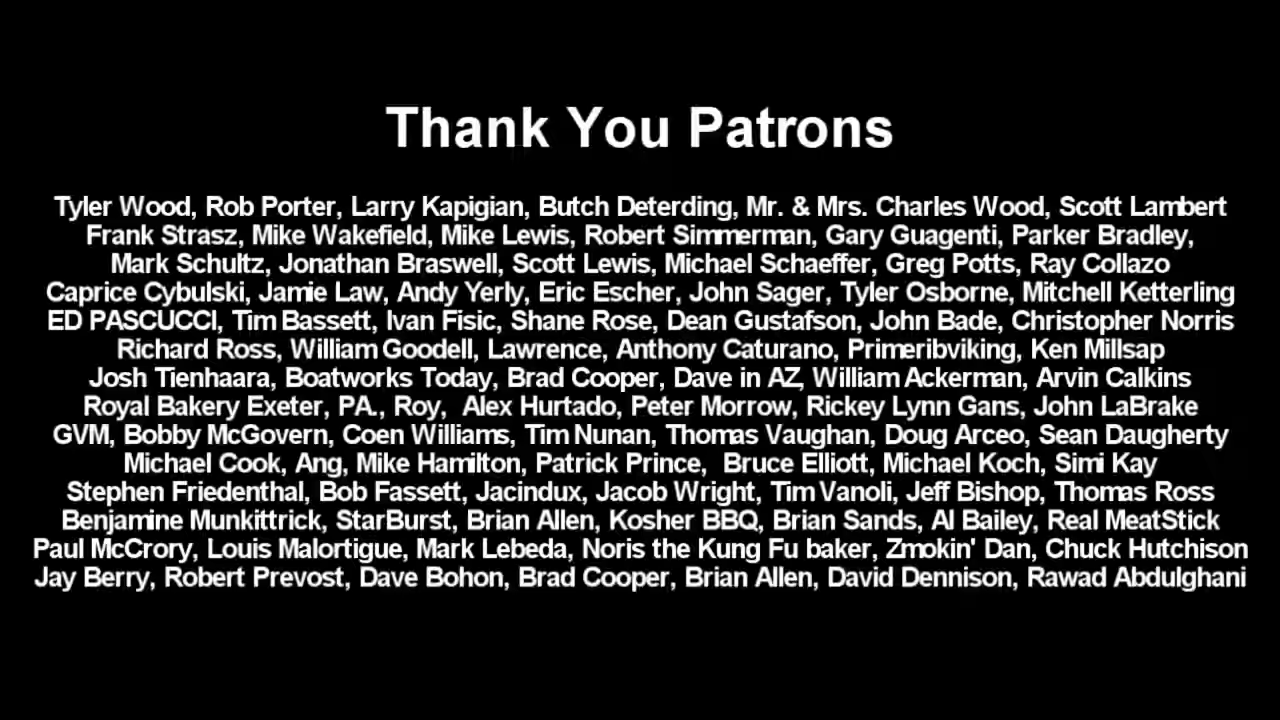 Thank You Patrons
Tyler Wood, Rob Porter, Larry Kapigian, Butch Deterding, Mr. & Mrs. Charles Wood, Scott Lambert
Frank Strasz, Mike Wakefield, Mike Lewis, Robert Simmerman, Gary Guagenti, Parker Bradley,
Mark Schultz, Jonathan Braswell, Scott Lewis, Michael Schaeffer, Greg Potts, Ray Collazo
Caprice Cybulski, Jamie Law, Andy Yerly, Eric Escher, John Sager, Tyler Osborne, Mitchell Ketterling
ED PASCUCCI, Tim Bassett, Ivan Fisic, Shane Rose, Dean Gustafson, John Bade, Christopher Norris
Richard Ross, William Goodell, Lawrence, Anthony Caturano, Primeribviking, Ken Millsap
Josh Tienhaara, Boatworks Today, Brad Cooper, Dave in AZ, William Ackerman, Arvin Calkins
Royal Bakery Exeter, PA., Roy, Alex Hurtado, Peter Morrow, Rickey Lynn Gans, John LaBrake
GVM, Bobby McGovern, Coen Williams, Tim Nunan, Thomas Vaughan, Doug Arceo, Sean Daugherty
Michael Cook, Ang, Mike Hamilton, Patrick Prince, Bruce Elliott, Michael Koch, Simi Kay
Stephen Friedenthal, Bob Fassett, Jacindux, Jacob Wright, Tim Vanoli, Jeff Bishop, Thomas Ross
Benjamine Munkittrick, StarBurst, Brian Allen, Kosher BBQ, Brian Sands, Al Bailey, Real MeatStick
Paul McCrory, Louis Malortigue, Mark Lebeda, Noris the Kung Fu baker, Zmokin' Dan, Chuck Hutchison
Jay Berry, Robert Prevost, Dave Bohon, Brad Cooper, Brian Allen, David Dennison, Rawad Abdulghani